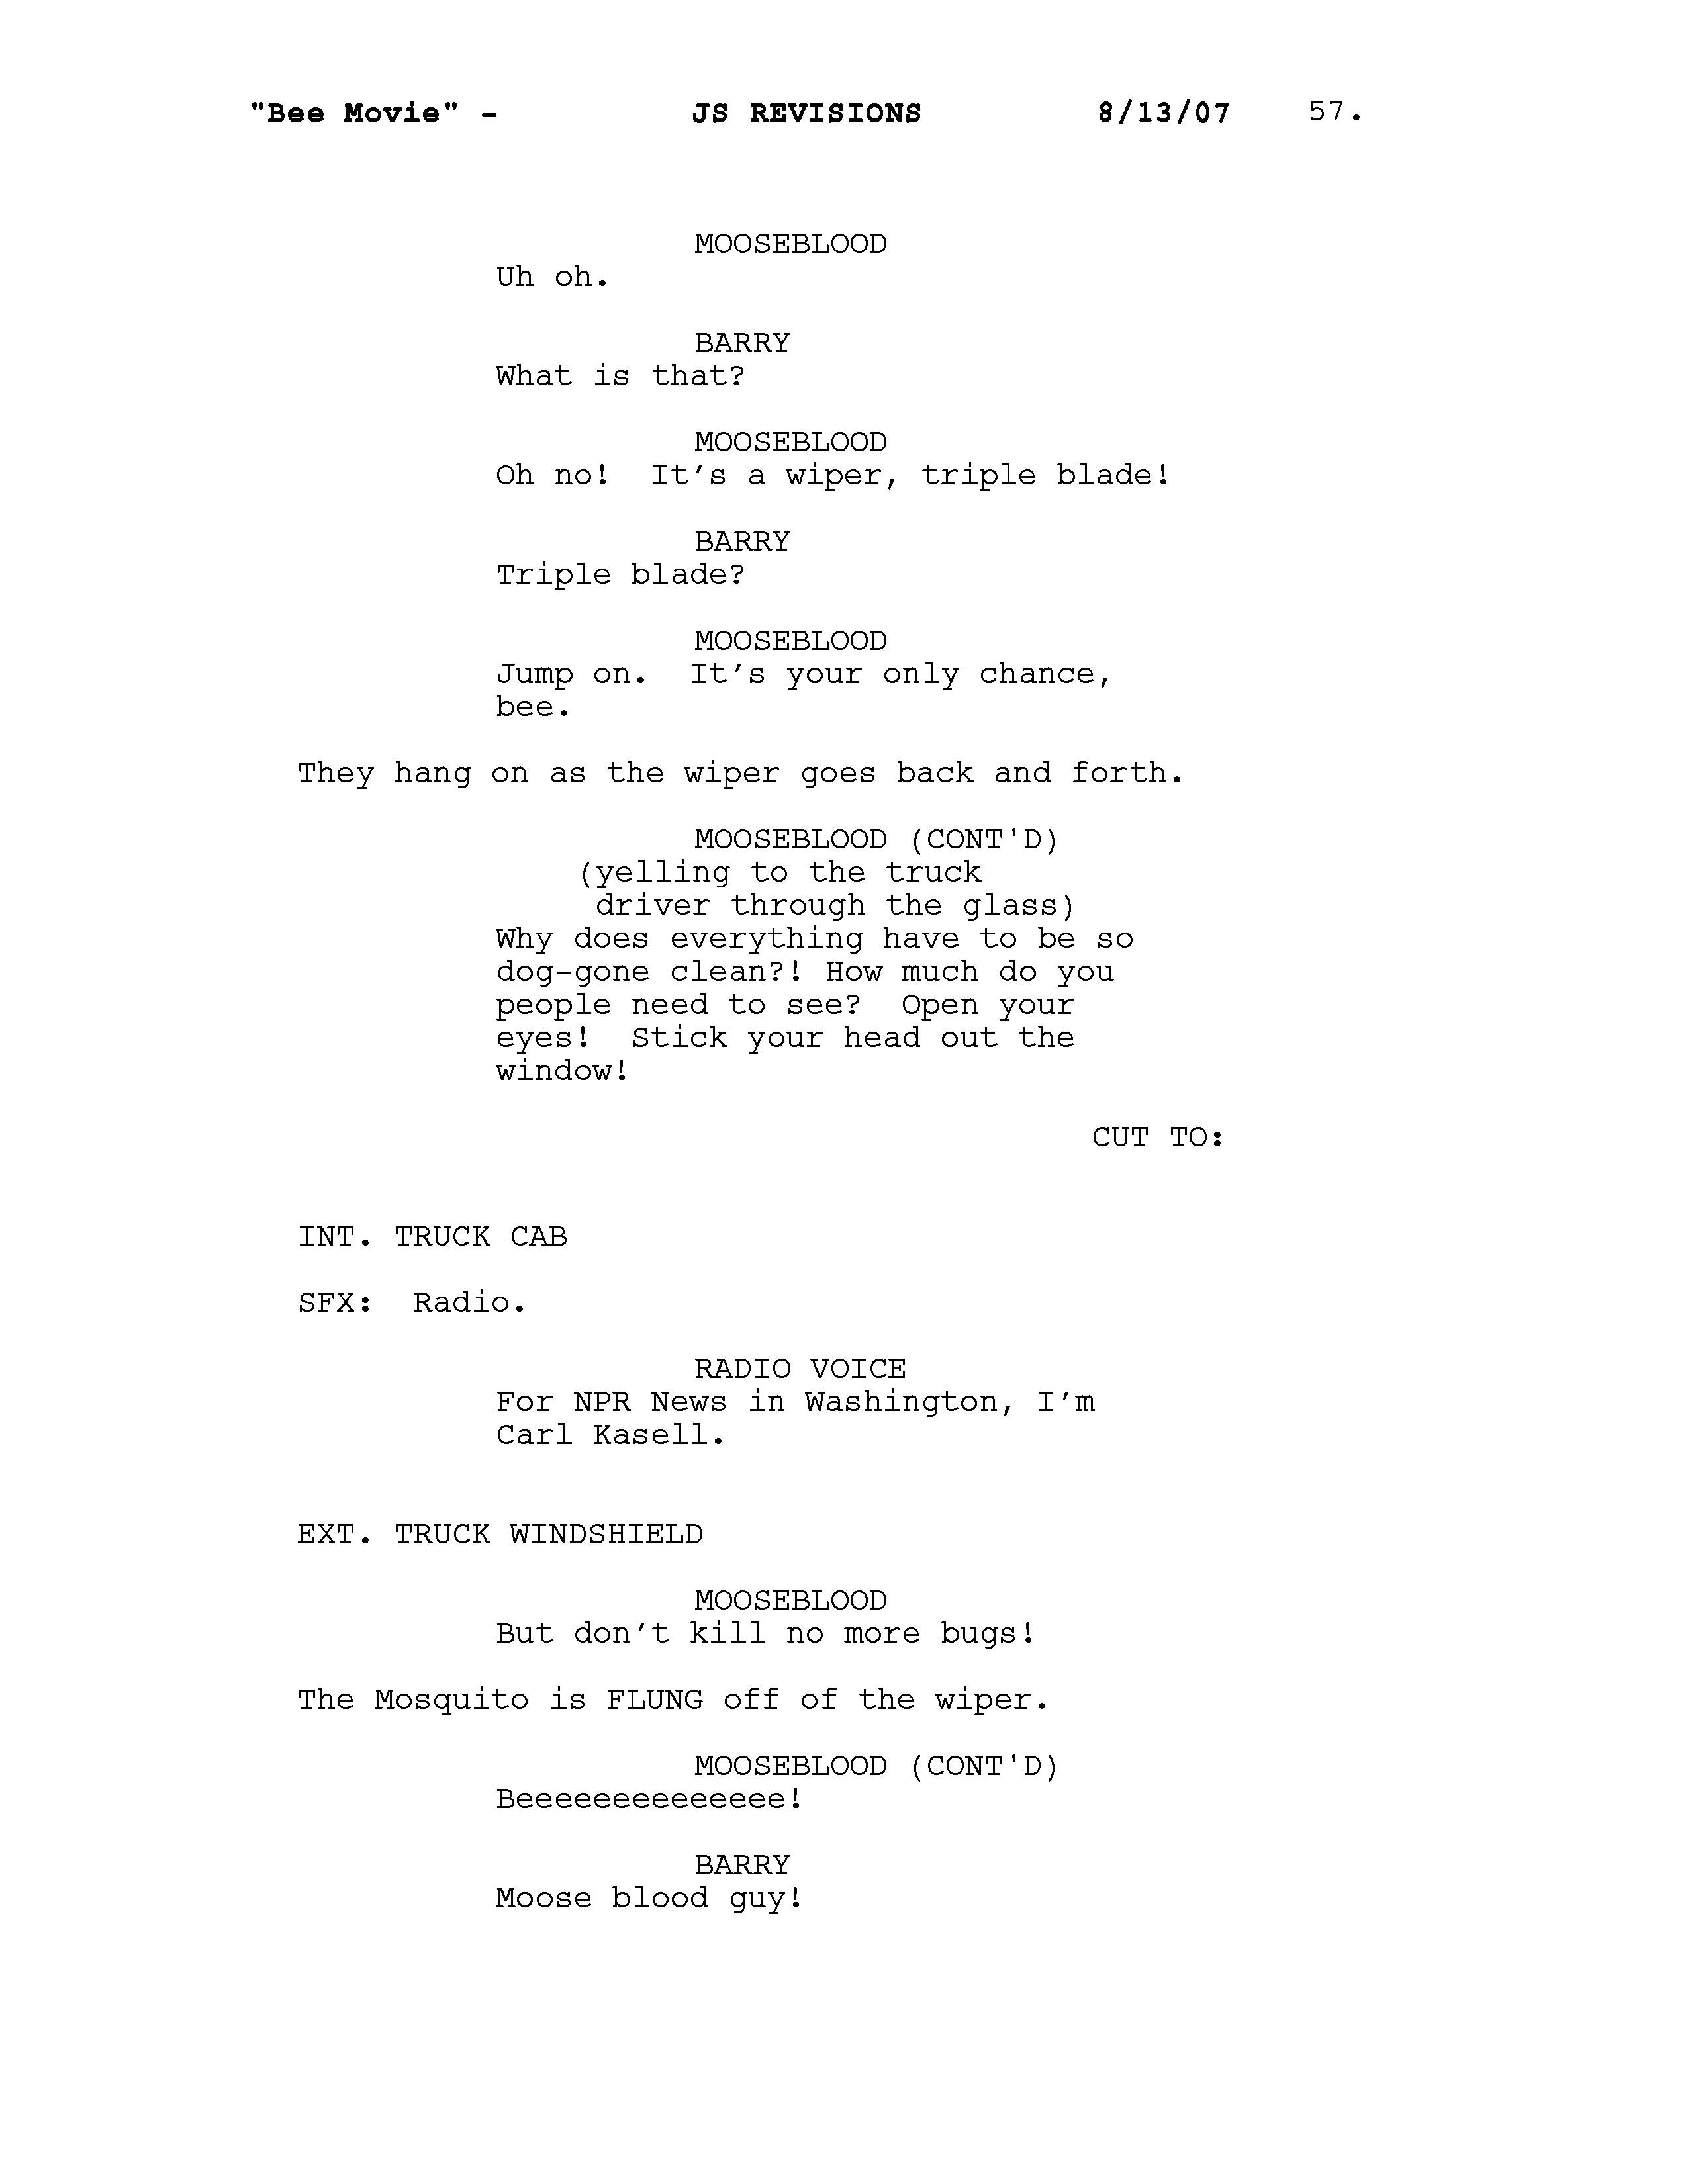 "Bee Movie" - JS REVISIONS 8/13/07 57.
MOOSEBLOOD
Uh oh.
BARRY
What is that?
MOOSEBLOOD
Oh no!  It's a wiper, triple blade!
BARRY
Triple blade?
MOOSEBLOOD
Jump on.  It's your only chance,
bee.
They hang on as the wiper goes back and forth.
MOOSEBLOOD (CONT'D)
(yelling to the truck
driver through the glass)
Why does everything have to be so
dog-gone clean?! How much do you
people need to see?  Open your
eyes!  Stick your head out the
window!
CUT TO:
INT. TRUCK CAB
SFX:  Radio.
RADIO VOICE
For NPR News in Washington, I'm
Carl Kasell.
EXT. TRUCK WINDSHIELD
MOOSEBLOOD
But don't kill no more bugs!
The Mosquito is FLUNG off of the wiper.
MOOSEBLOOD (CONT'D)
Beeeeeeeeeeeeee!
BARRY
Moose blood guy!